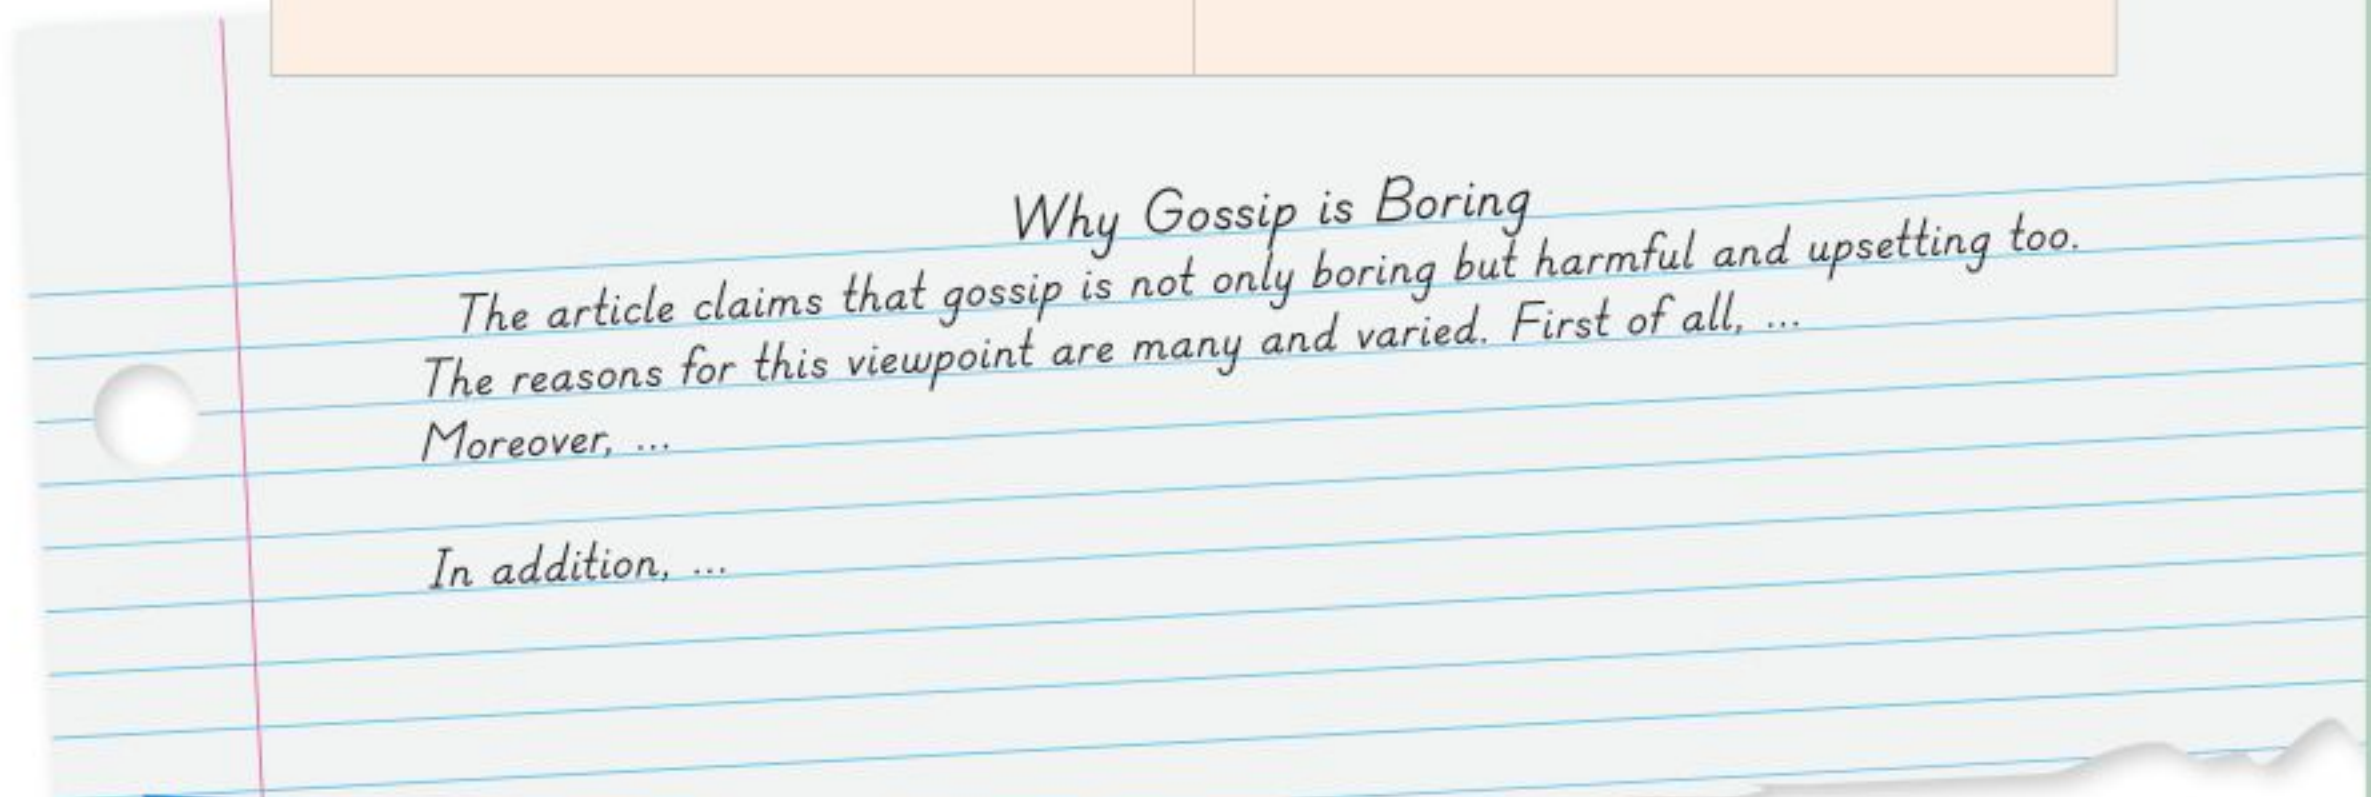 Why Gossip is Boring
The article claims that gossip is not only boring but harmful and upsetting too.
The reasons for this viewpoint are many and varied. First of all, ...
Moreover, ...
In addition, ...